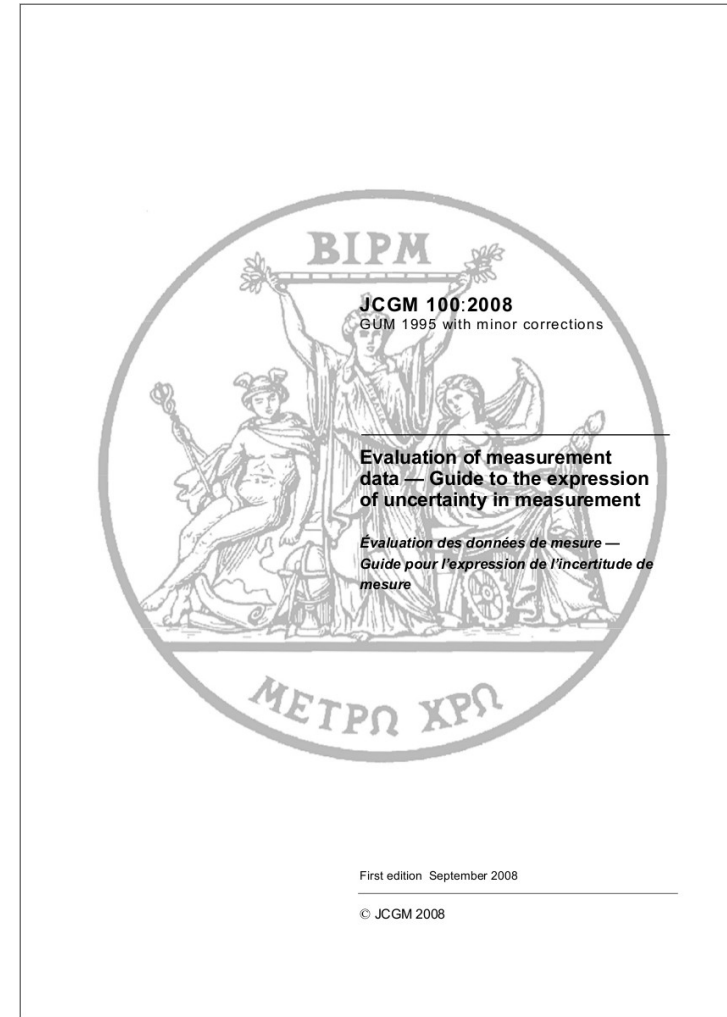 BIPM
JCGM 100:2008
GUM 1995 with minor corrections
Evaluation of measurement
data — Guide to the expression
of uncertainty in measurement
Évaluation des données de mesure —
Guide pour l’expression de l’incertitude de
mesure
ΜΕΤΡΩ ΧΡΩ
First edition September 2008
© JCGM 2008